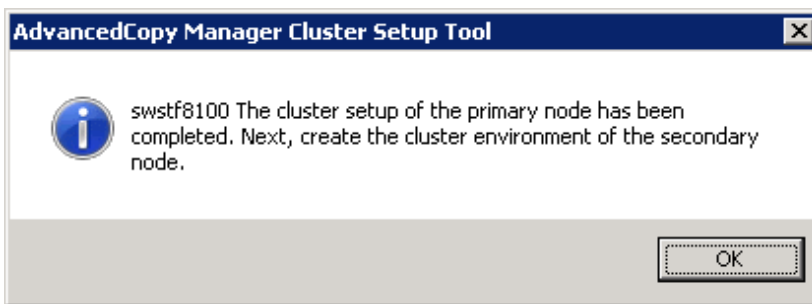 AdvancedCopy Manager Cluster Setup Tool
swstf8100 The cluster setup of the primary node has been
completed. Next, create the cluster environment of the secondary
node.
OK